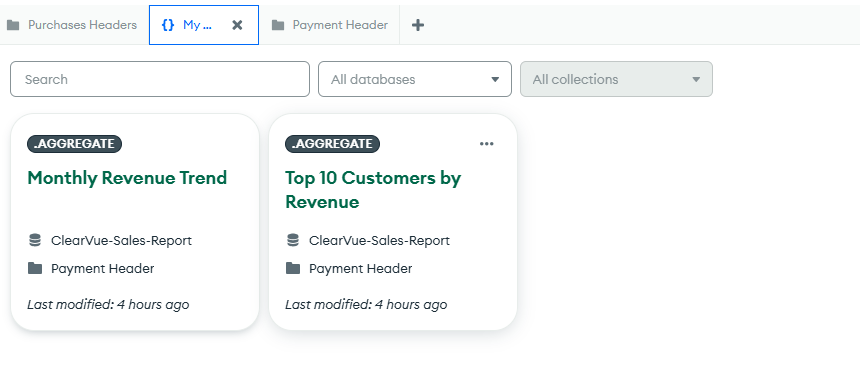 Purchases Headers
{} My ...
Payment Header
Search
All databases
All collections
.AGGREGATE
Monthly Revenue Trend
ClearVue-Sales-Report
Payment Header
Last modified: 4 hours ago
.AGGREGATE
Top 10 Customers by
Revenue
ClearVue-Sales-Report
Payment Header
Last modified: 4 hours ago